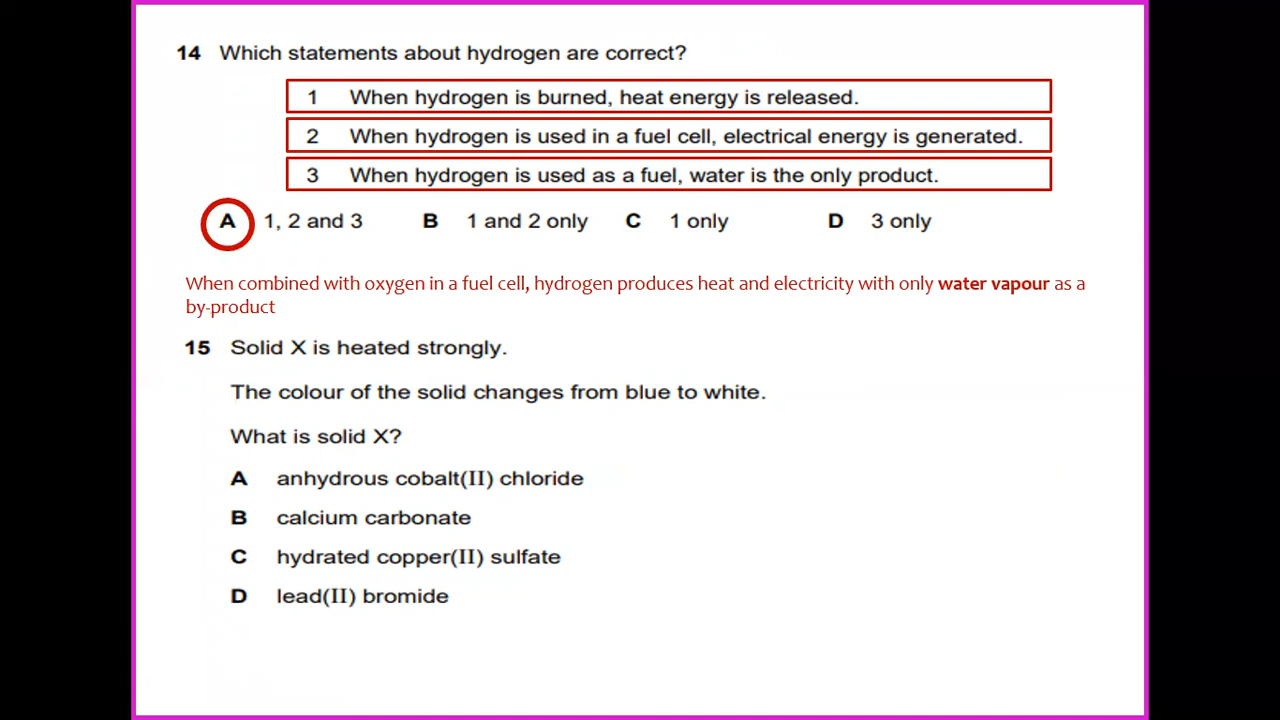 14 Which statements about hydrogen are correct?
1 When hydrogen is burned, heat energy is released.
2 When hydrogen is used in a fuel cell, electrical energy is generated.
3 When hydrogen is used as a fuel, water is the only product.
A 1, 2 and 3 B 1 and 2 only C 1 only D 3 only
When combined with oxygen in a fuel cell, hydrogen produces heat and electricity with only water vapour as a
by-product
15 Solid X is heated strongly.
The colour of the solid changes from blue to white.
What is solid X?
A anhydrous cobalt(II) chloride
B calcium carbonate
C hydrated copper(II) sulfate
D lead(II) bromide